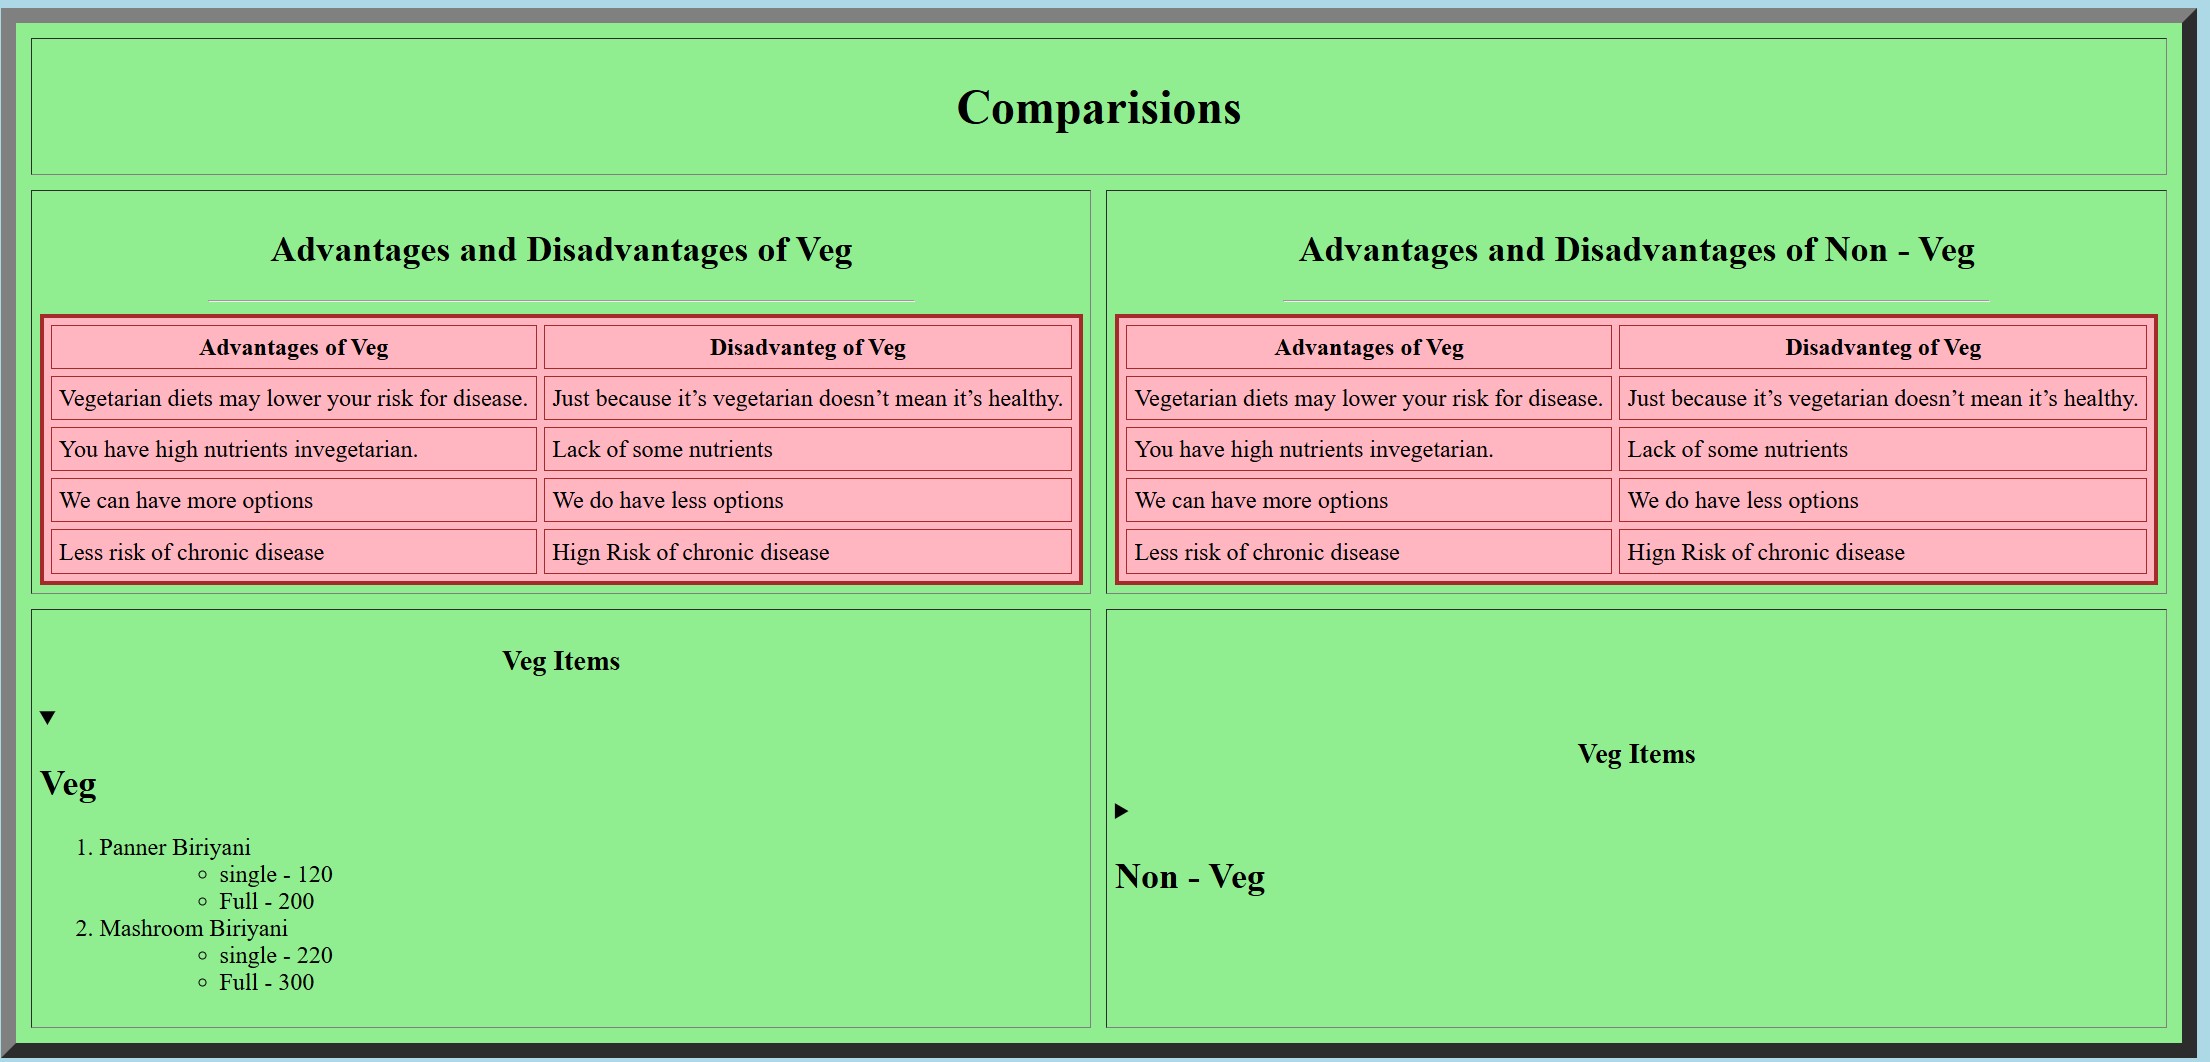 Comparisions
Advantages and Disadvantages of Veg
Advantages of Veg Disadvanteg of Veg
Vegetarian diets may lower your risk for disease. Just because it’s vegetarian doesn’t mean it’s healthy.
You have high nutrients invegetarian. Lack of some nutrients
We can have more options We do have less options
Less risk of chronic disease Hign Risk of chronic disease
Advantages and Disadvantages of Non - Veg
Advantages of Veg Disadvanteg of Veg
Vegetarian diets may lower your risk for disease. Just because it’s vegetarian doesn’t mean it’s healthy.
You have high nutrients invegetarian. Lack of some nutrients
We can have more options We do have less options
Less risk of chronic disease Hign Risk of chronic disease
Veg Items
Veg
1. Panner Biriyani
single - 120
Full - 200
2. Mashroom Biriyani
single - 220
Full - 300
Veg Items
Non - Veg